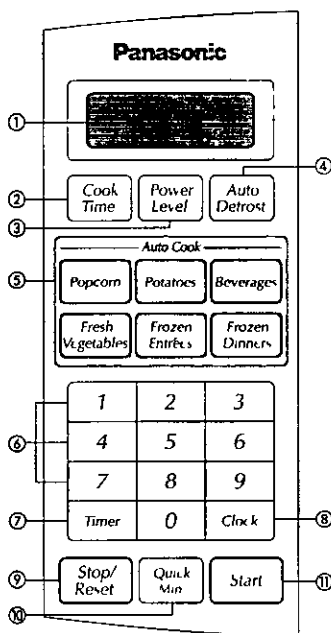 Panasonic
①
④
② Cook Time Power Level Auto Detrost
③
Auto Cook
⑤ Popcorn Potatoes Beverages
Fresh Vegetables Frozen Entrées Frozen Dinners
1 2 3
⑥ 4 5 6
7 8 9
⑦ Timer 0 Clock ⑧
⑨ Stop/ Reset Quick Min Start ⑪
⑩